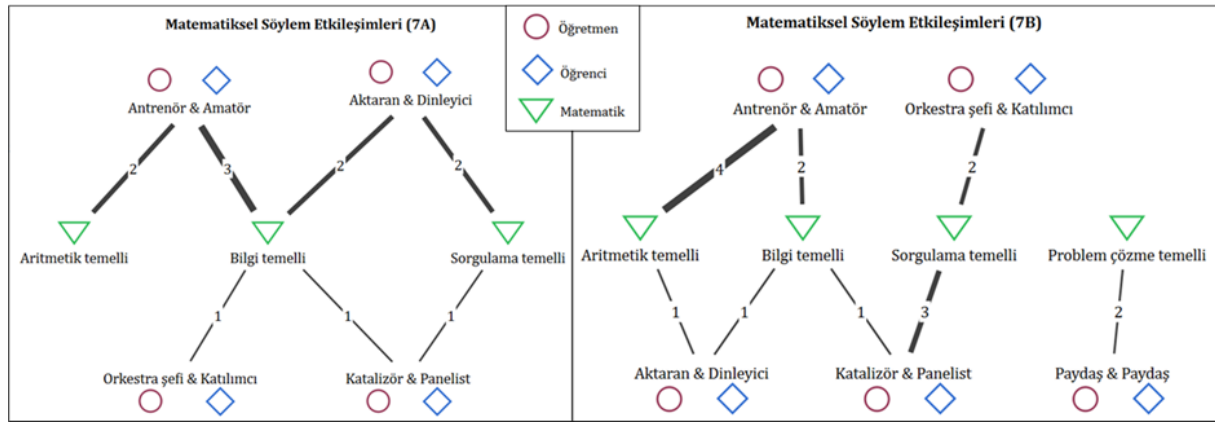 Matematiksel Söylem Etkileşimleri (7A)
Antrenör & Amatör
Aktaran & Dinleyici
2
3
2
2
Aritmetik temelli
Bilgi temelli
Sorgulama temelli
1
1
1
Orkestra şefi & Katılımcı
Katalizör & Panelist
Öğretmen
Öğrenci
Matematik
Matematiksel Söylem Etkileşimleri (7B)
Antrenör & Amatör
Orkestra şefi & Katılımcı
4
2
2
Aritmetik temelli
Bilgi temelli
Sorgulama temelli
Problem çözme temelli
1
1
1
3
2
Aktaran & Dinleyici
Katalizör & Panelist
Paydaş & Paydaş